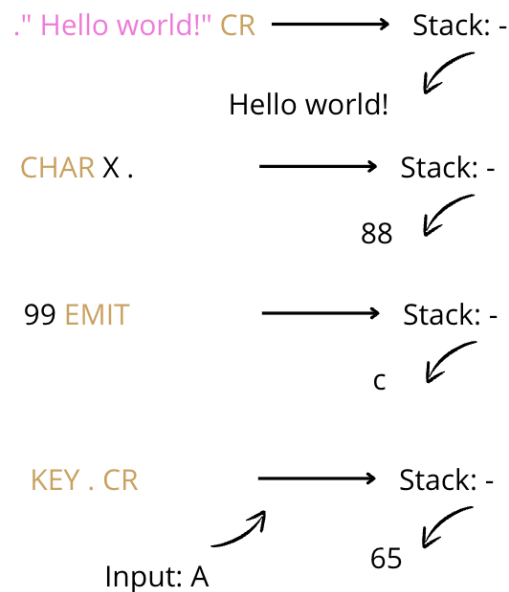 ." Hello world!" CR Stack: -
Hello world!
CHAR X . Stack: -
88
99 EMIT Stack: -
c
KEY . CR Stack: -
65
Input: A